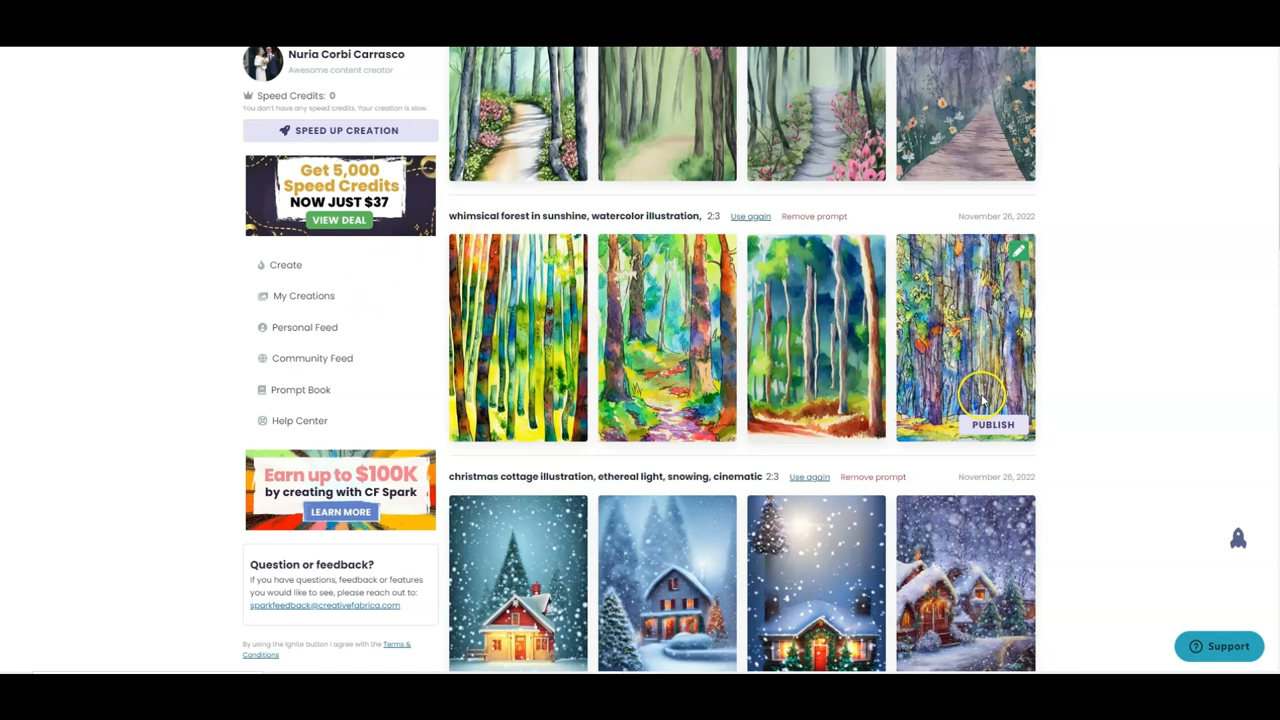 Nuria Corbi Carrasco
Awesome content creator
Speed Credits: 0
You don't have any speed credits. Your creation is slow.
SPEED UP CREATION
Get 5,000
Speed Credits
NOW JUST $37
VIEW DEAL
Create
My Creations
Personal Feed
Community Feed
Prompt Book
Help Center
Earn up to $100K
by creating with CF Spark
LEARN MORE
Question or feedback?
If you have questions, feedback or features
you would like to see, please reach out to:
sparkfeedback@creativefabrica.com
By using the Ignite button I agree with the Terms &
Conditions
whimsical forest in sunshine, watercolor illustration, 2:3 Use again Remove prompt November 26, 2022
PUBLISH
christmas cottage illustration, ethereal light, snowing, cinematic 2:3 Use again Remove prompt November 26, 2022
Support